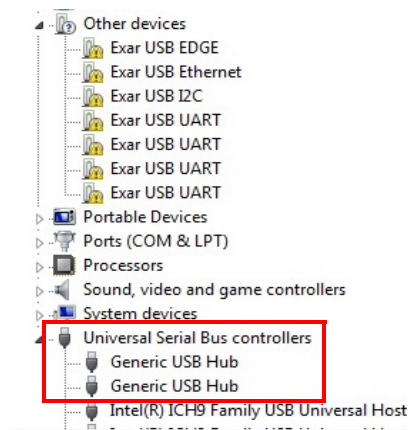 Other devices
Exar USB EDGE
Exar USB Ethernet
Exar USB I2C
Exar USB UART
Exar USB UART
Exar USB UART
Exar USB UART
Portable Devices
Ports (COM & LPT)
Processors
Sound, video and game controllers
System devices
Universal Serial Bus controllers
Generic USB Hub
Generic USB Hub
Intel(R) ICH9 Family USB Universal Host